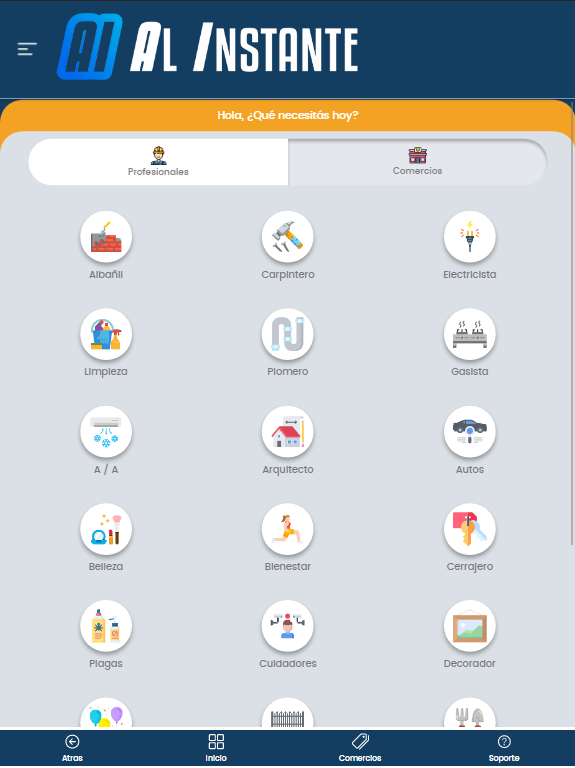 AI AL INSTANTE
Hola, ¿Qué necesitás hoy?
Profesionales
Comercios
Albañil
Carpintero
Electricista
Limpieza
Plomero
Gasista
A / A
Arquitecto
Autos
Belleza
Bienestar
Cerrajero
Plagas
Cuidadores
Decorador
Atras
Inicio
Comercios
Soporte